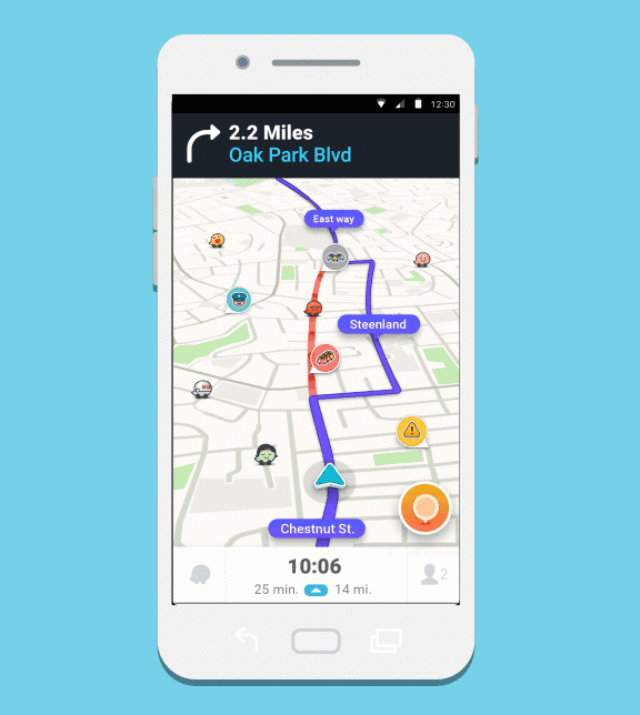 12:30
2.2 Miles
Oak Park Blvd
East way
Steenland
Chestnut St.
10:06
25 min. 14 mi.
2